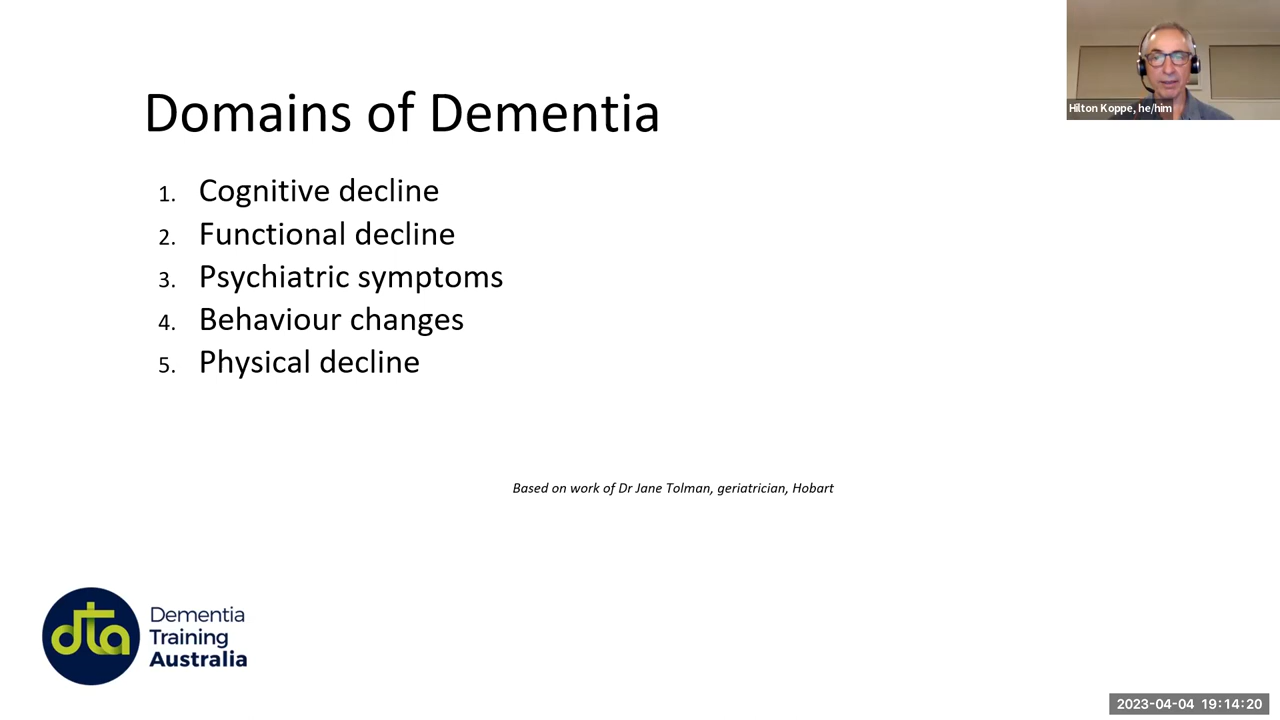 Domains of Dementia
1. Cognitive decline
2. Functional decline
3. Psychiatric symptoms
4. Behaviour changes
5. Physical decline
Based on work of Dr Jane Tolman, geriatrician, Hobart
dta
Dementia
Training
Australia
Hilton Koppe, he/him
2023-04-04 19:14:20